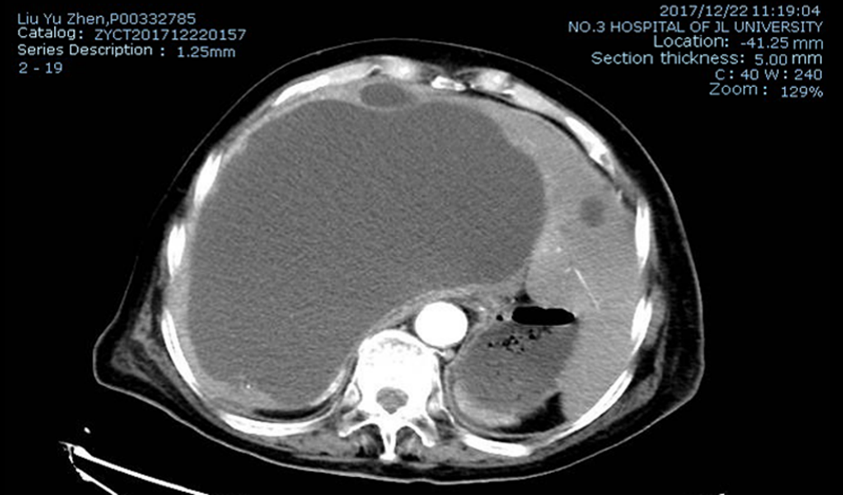 Liu Yu Zhen,P00332785
Catalog: ZYCT201712220157
Series Description : 1.25mm
2 - 19
2017/12/22 11:19:04
NO.3 HOSPITAL OF JL UNIVERSITY
Location: -41.25 mm
Section thickness: 5.00 mm
C: 40 W: 240
Zoom: 129%